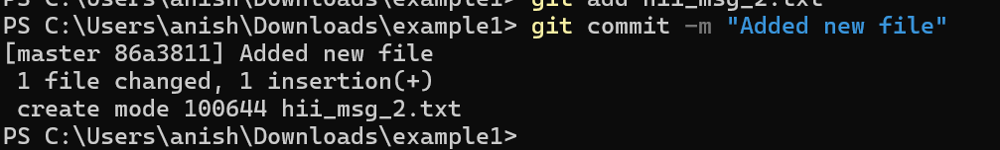 PS C:\Users\anish\Downloads\example1> git add hii_msg_2.txt
PS C:\Users\anish\Downloads\example1> git commit -m "Added new file"
[master 86a3811] Added new file
 1 file changed, 1 insertion(+)
 create mode 100644 hii_msg_2.txt
PS C:\Users\anish\Downloads\example1>